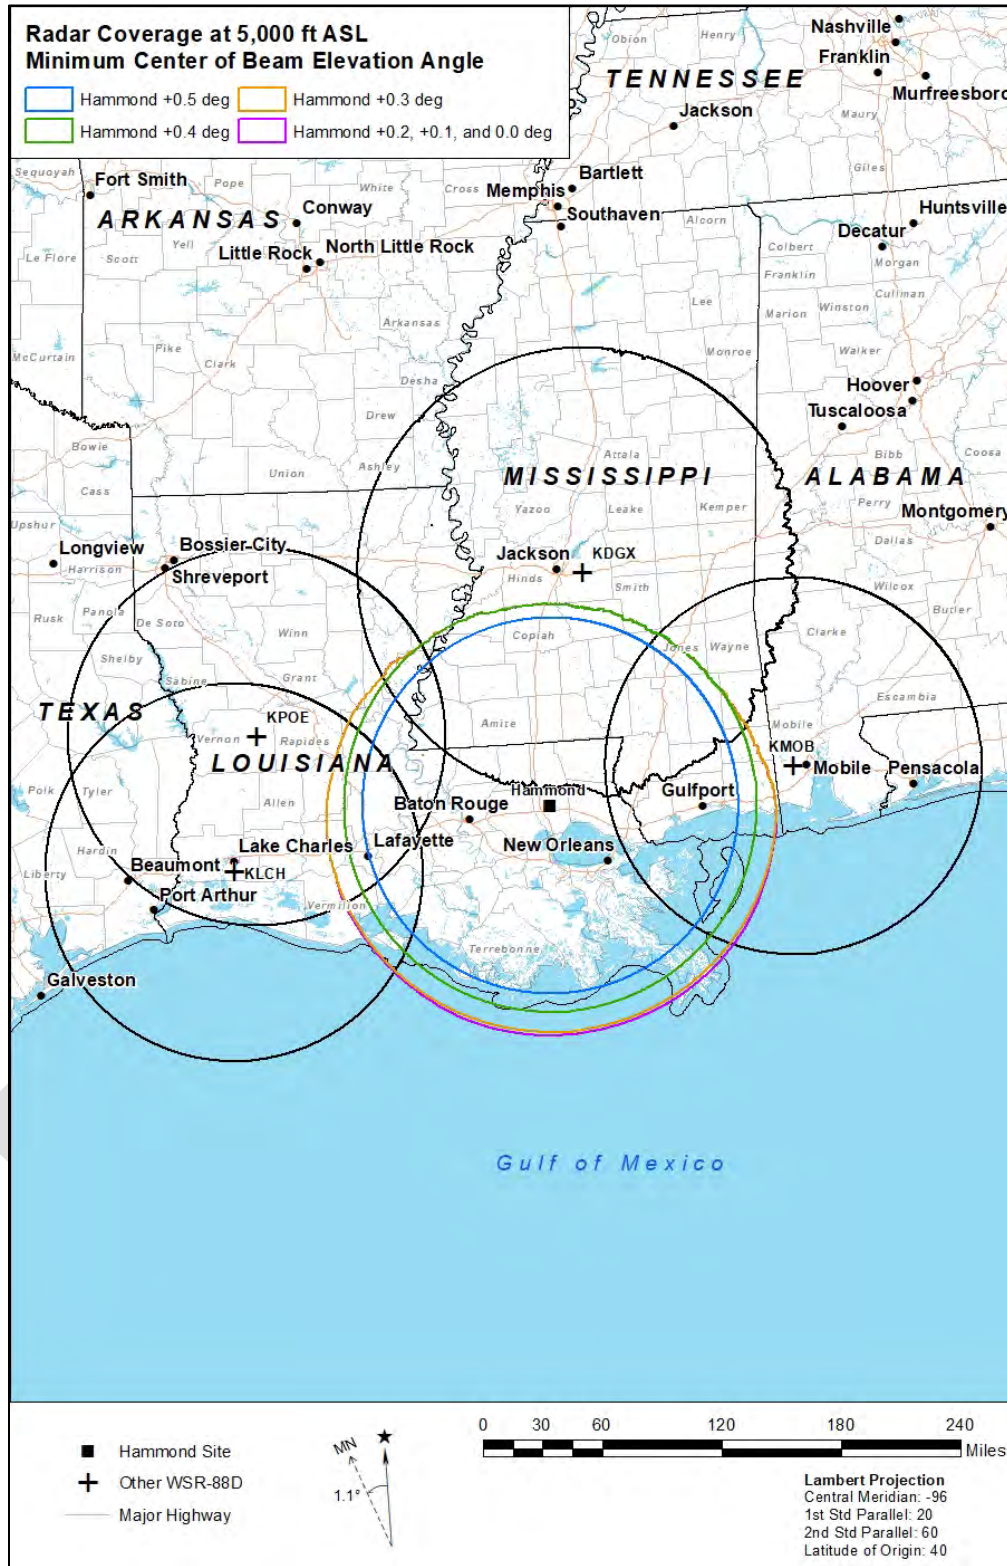 Radar Coverage at 5,000 ft ASL
Minimum Center of Beam Elevation Angle
Hammond +0.5 deg
Hammond +0.3 deg
Hammond +0.4 deg
Hammond +0.2, +0.1, and 0.0 deg
Nashville
Obion
Henry
Franklin
TENNESSEE
Murfreesboro
Jackson
Maury
Giles
Sequoyah
Fort Smith
Pope
White
Cross
Bartlett
Memphis
Southaven
ARKANSAS
Conway
Alcorn
Huntsville
Decatur
Colbert
Morgan
Yell
North Little Rock
Little Rock
Le Flore
Scott
Franklin
Cullman
Winston
Marion
Lee
Arkansas
McCurtain
Pike
Clark
Desha
Monroe
Walker
Hoover
Tuscaloosa
Drew
Bowie
Union
Ashley
Attala
Bibb
Coosa
MISSISSIPPI
ALABAMA
Cass
Perry
Upshur
Yazoo
Leake
Kemper
Montgomery
Dallas
Longview
Bossier City
Harrison
Shreveport
Jackson
KDGX
Hinds
Smith
Wilcox
Rusk
Panola
De Soto
Winn
Copiah
Jones
Wayne
Clarke
Butler
Shelby
Sabine
Grant
Escambia
TEXAS
KPOE
Vernon
Rapides
Amite
Mobile
LOUISIANA
KMOB
Mobile
Pensacola
Polk
Tyler
Allen
Baton Rouge
Hammond
Gulfport
Hardin
Lake Charles
Lafayette
New Orleans
Liberty
Beaumont
KLCH
Port Arthur
Vermilion
Terrebonne
Galveston
Gulf of Mexico
Hammond Site
Other WSR-88D
Major Highway
MN
1.1°
0 30 60 120 180 240
Miles
Lambert Projection
Central Meridian: -96
1st Std Parallel: 20
2nd Std Parallel: 60
Latitude of Origin: 40